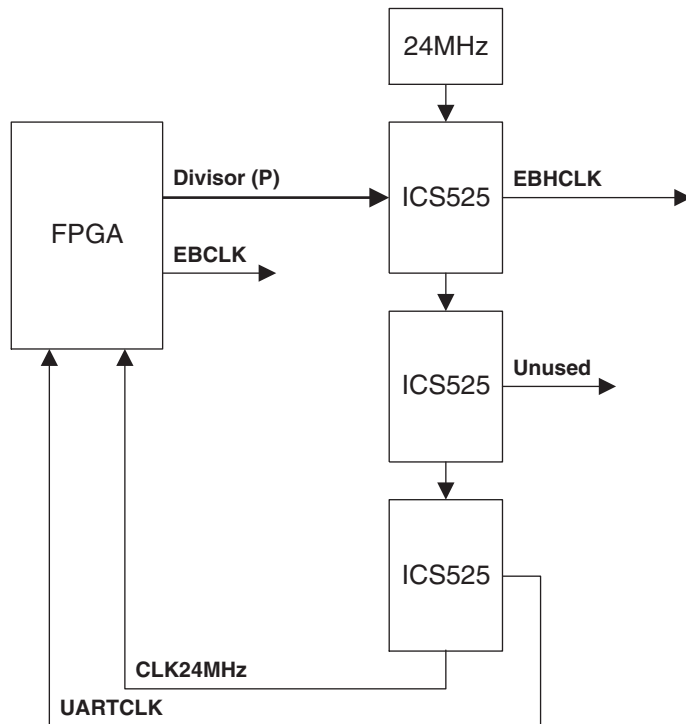 24MHz
Divisor (P)
ICS525
EBHCLK
FPGA
EBCLK
ICS525
Unused
ICS525
CLK24MHz
UARTCLK